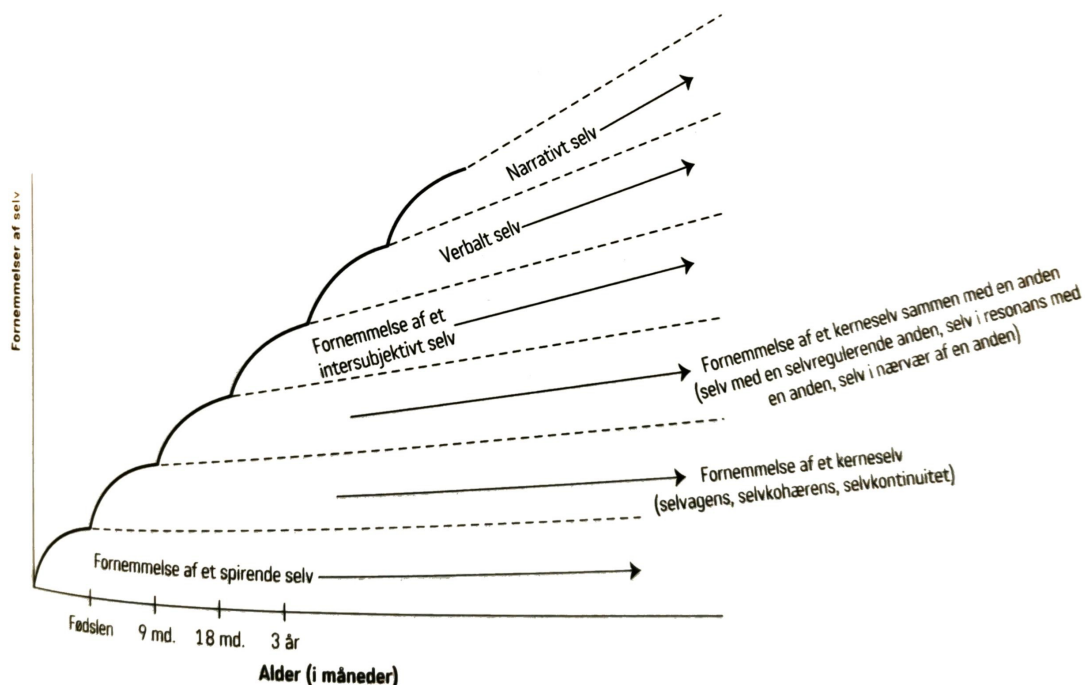 Fornemmelser af selv
Narrativt selv
Verbalt selv
Fornemmelse af et
intersubjektivt selv
Fornemmelse af et kerneselv sammen med en anden
(selv med en selvregulerende anden, selv i resonans med
en anden, selv i nærvær af en anden)
Fornemmelse af et kerneselv
(selvagens, selvkohærens, selvkontinuitet)
Fornemmelse af et spirende selv
Fødslen 9 md. 18 md. 3 år
Alder (i måneder)